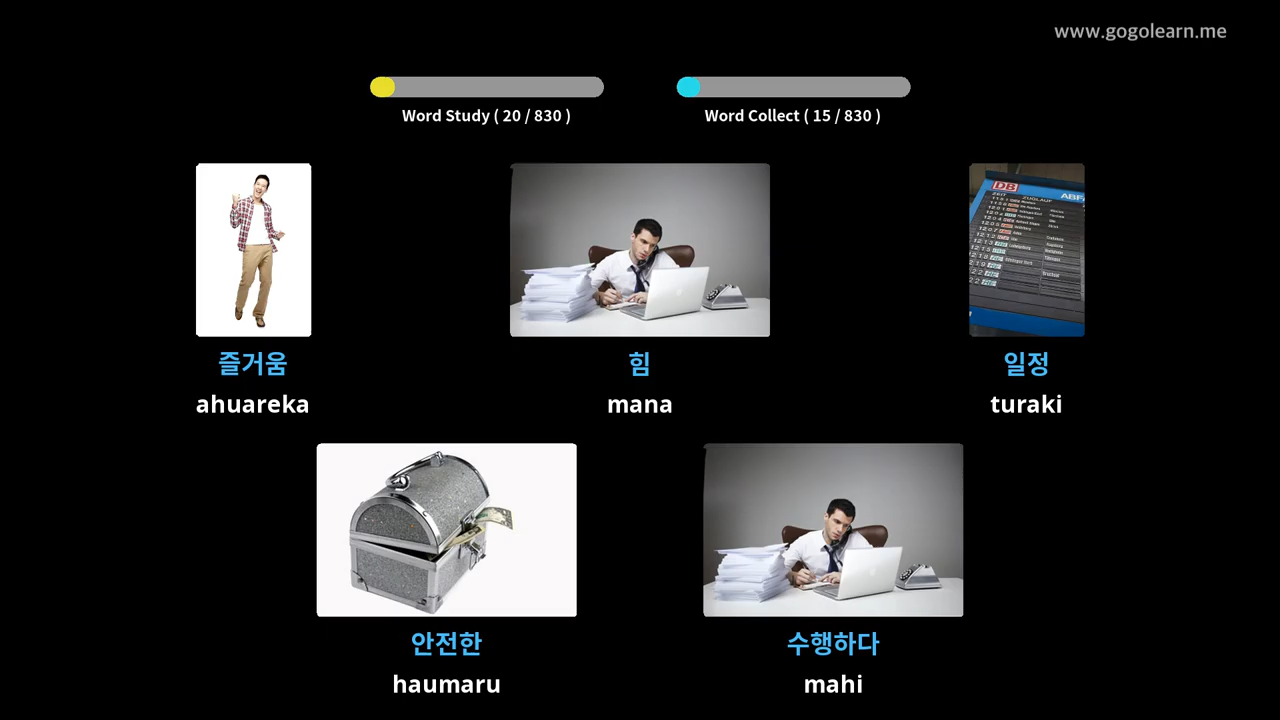 www.gogolearn.me
Word Study ( 20 / 830 )
Word Collect ( 15 / 830 )
DB
즐거움
힘
일정
ahuareka
mana
turaki
안전한
수행하다
haumaru
mahi